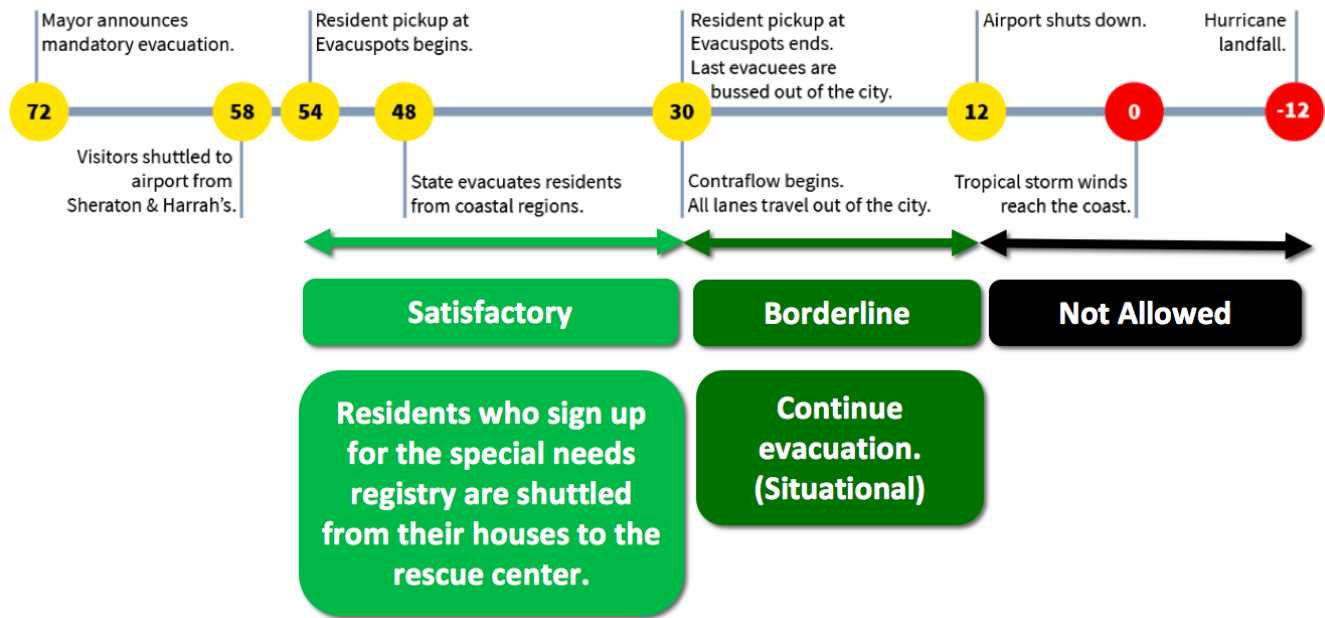 Mayor announces
mandatory evacuation.
Resident pickup at
Evacuspots begins.
Resident pickup at
Evacuspots ends.
Last evacuees are
bussed out of the city.
Airport shuts down.
Hurricane
landfall.
72
58
54
48
30
12
0
-12
Visitors shuttled to
airport from
Sheraton & Harrah's.
State evacuates residents
from coastal regions.
Contraflow begins.
All lanes travel out of the city.
Tropical storm winds
reach the coast.
Satisfactory
Borderline
Not Allowed
Residents who sign up
for the special needs
registry are shuttled
from their houses to the
rescue center.
Continue
evacuation.
(Situational)